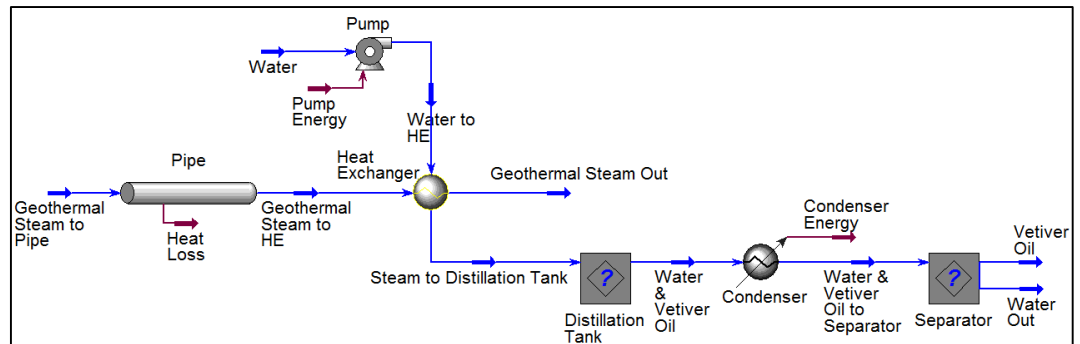 Pump
Water
Pump
Energy
Water to
HE
Pipe
Heat
Exchanger
Geothermal Steam Out
Geothermal
Steam to
Pipe
Heat
Loss
Geothermal
Steam to
HE
Condenser
Energy
Vetiver
Oil
Steam to Distillation Tank
?
Distillation
Tank
Water
&
Vetiver
Oil
Condenser
Water &
Vetiver
Oil to
Separator
?
Separator
Water
Out